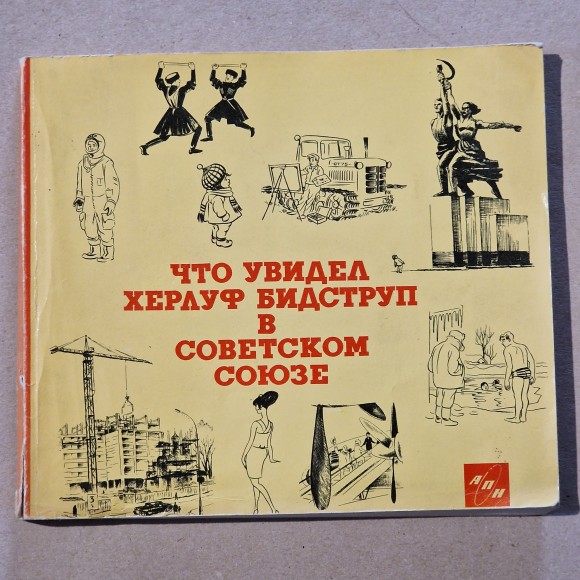 ЧТО УВИДЕЛ
ХЕРЛУФ БИДСТРУП
В
СОВЕТСКОМ
СОЮЗЕ
АПН